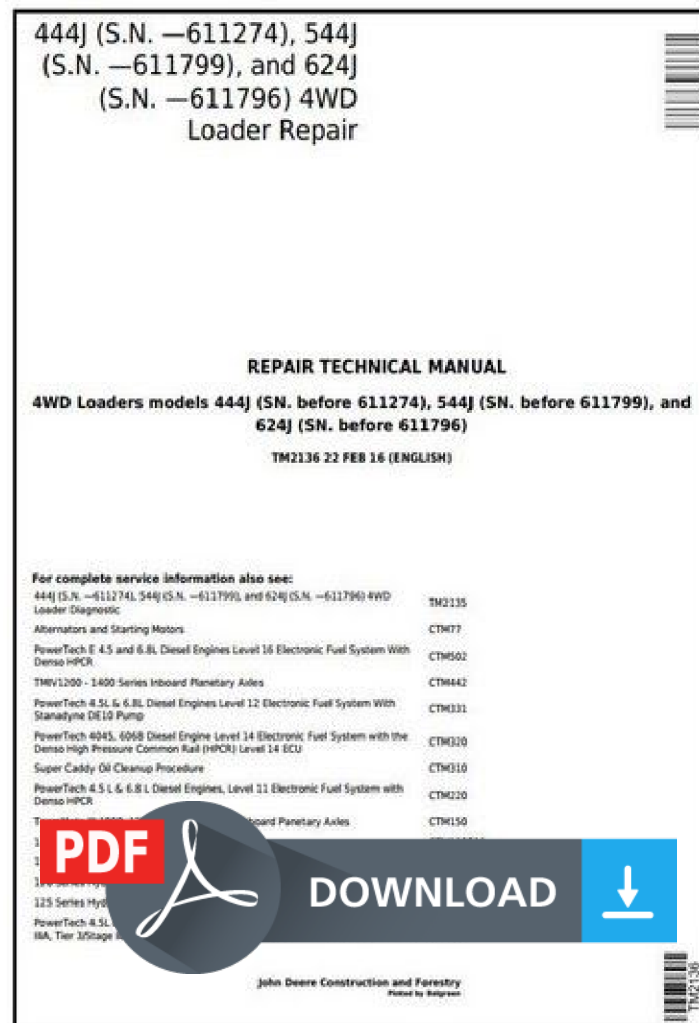 444J (S.N. —611274), 544J
(S.N. —611799), and 624J
(S.N. —611796) 4WD
Loader Repair
REPAIR TECHNICAL MANUAL
4WD Loaders models 444J (SN. before 611274), 544J (SN. before 611799), and
624J (SN. before 611796)
TM2136 22 FEB 16 (ENGLISH)
For complete service information also see:
444J (S.N. —611274), 544J (S.N. —611799), and 624J (S.N. —611796) 4WD
Loader Diagnostic
TM2135
Alternators and Starting Motors
CTM77
PowerTech E 4.5 and 6.8L Diesel Engines Level 16 Electronic Fuel System With
Denso HPCR
CTM502
TMIV1200 - 1400 Series Inboard Planetary Axles
CTM442
PowerTech 4.5L & 6.8L Diesel Engines Level 12 Electronic Fuel System With
Stanadyne DE10 Pump
CTM331
PowerTech 4045, 6068 Diesel Engine Level 14 Electronic Fuel System with the
Denso High Pressure Common Rail (HPCR) Level 14 ECU
CTM320
Super Caddy Oil Cleanup Procedure
CTM310
PowerTech 4.5 L & 6.8 L Diesel Engines, Level 11 Electronic Fuel System with
Denso HPCR
CTM220
Panetary Axles
CTM150
125 Series
PowerTech 4.5L
IIIA, Tier 3/Stage
PDF
DOWNLOAD
John Deere Construction and Forestry
Printed by Belgreen
TM2136